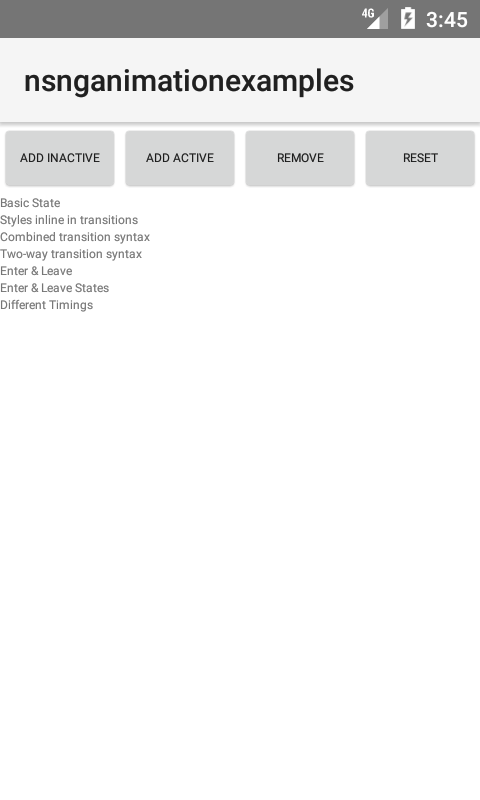 4G 3:45
nsnganimationexamples
ADD INACTIVE ADD ACTIVE REMOVE RESET
Basic State
Styles inline in transitions
Combined transition syntax
Two-way transition syntax
Enter & Leave
Enter & Leave States
Different Timings